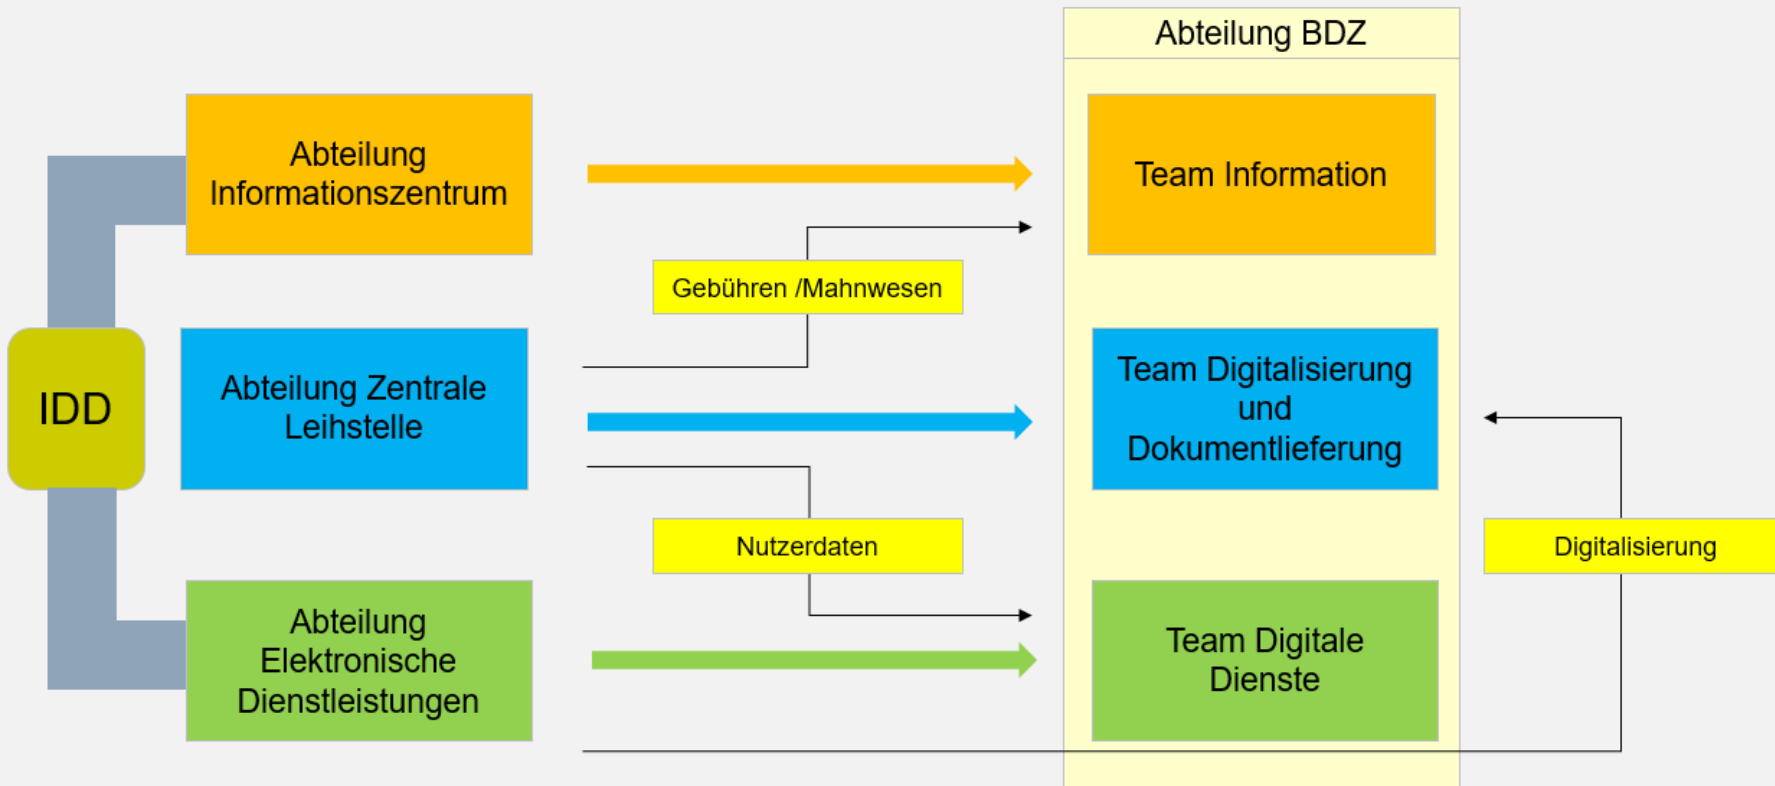 Abteilung BDZ
Abteilung
Informationszentrum
Team Information
Gebühren /Mahnwesen
IDD
Abteilung Zentrale
Leihstelle
Team Digitalisierung
und
Dokumentlieferung
Nutzerdaten
Digitalisierung
Abteilung
Elektronische
Dienstleistungen
Team Digitale
Dienste